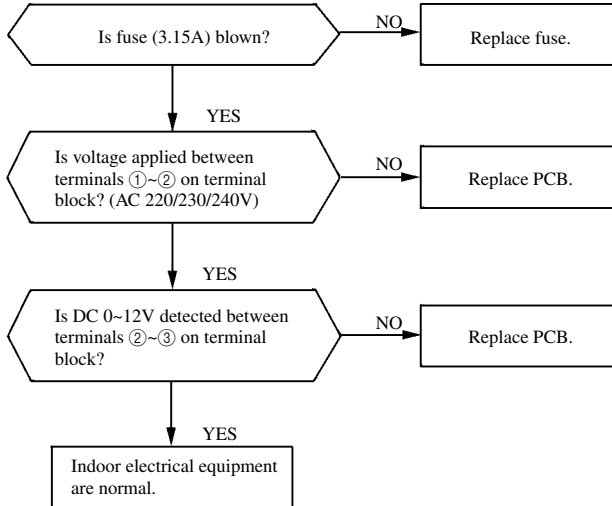 Is fuse (3.15A) blown?
NO
Replace fuse.
YES
Is voltage applied between
terminals ①~② on terminal
block? (AC 220/230/240V)
NO
Replace PCB.
YES
Is DC 0~12V detected between
terminals ②~③ on terminal
block?
NO
Replace PCB.
YES
Indoor electrical equipment
are normal.